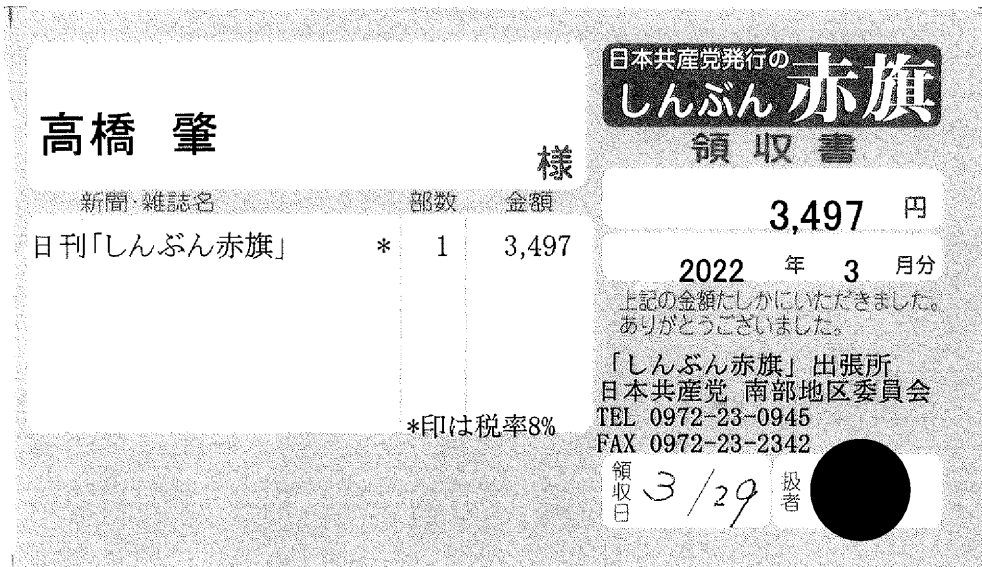 高橋 肇
様
新聞・雑誌名 部数 金額
日刊「しんぶん赤旗」 * 1 3,497
*印は税率8%
日本共産党発行の
しんぶん赤旗
領収書
3,497 円
2022 年 3 月分
上記の金額たしかにいただきました。
ありがとうございました。
「しんぶん赤旗」出張所
日本共産党 南部地区委員会
TEL 0972-23-0945
FAX 0972-23-2342
領収日 3/29 扱者